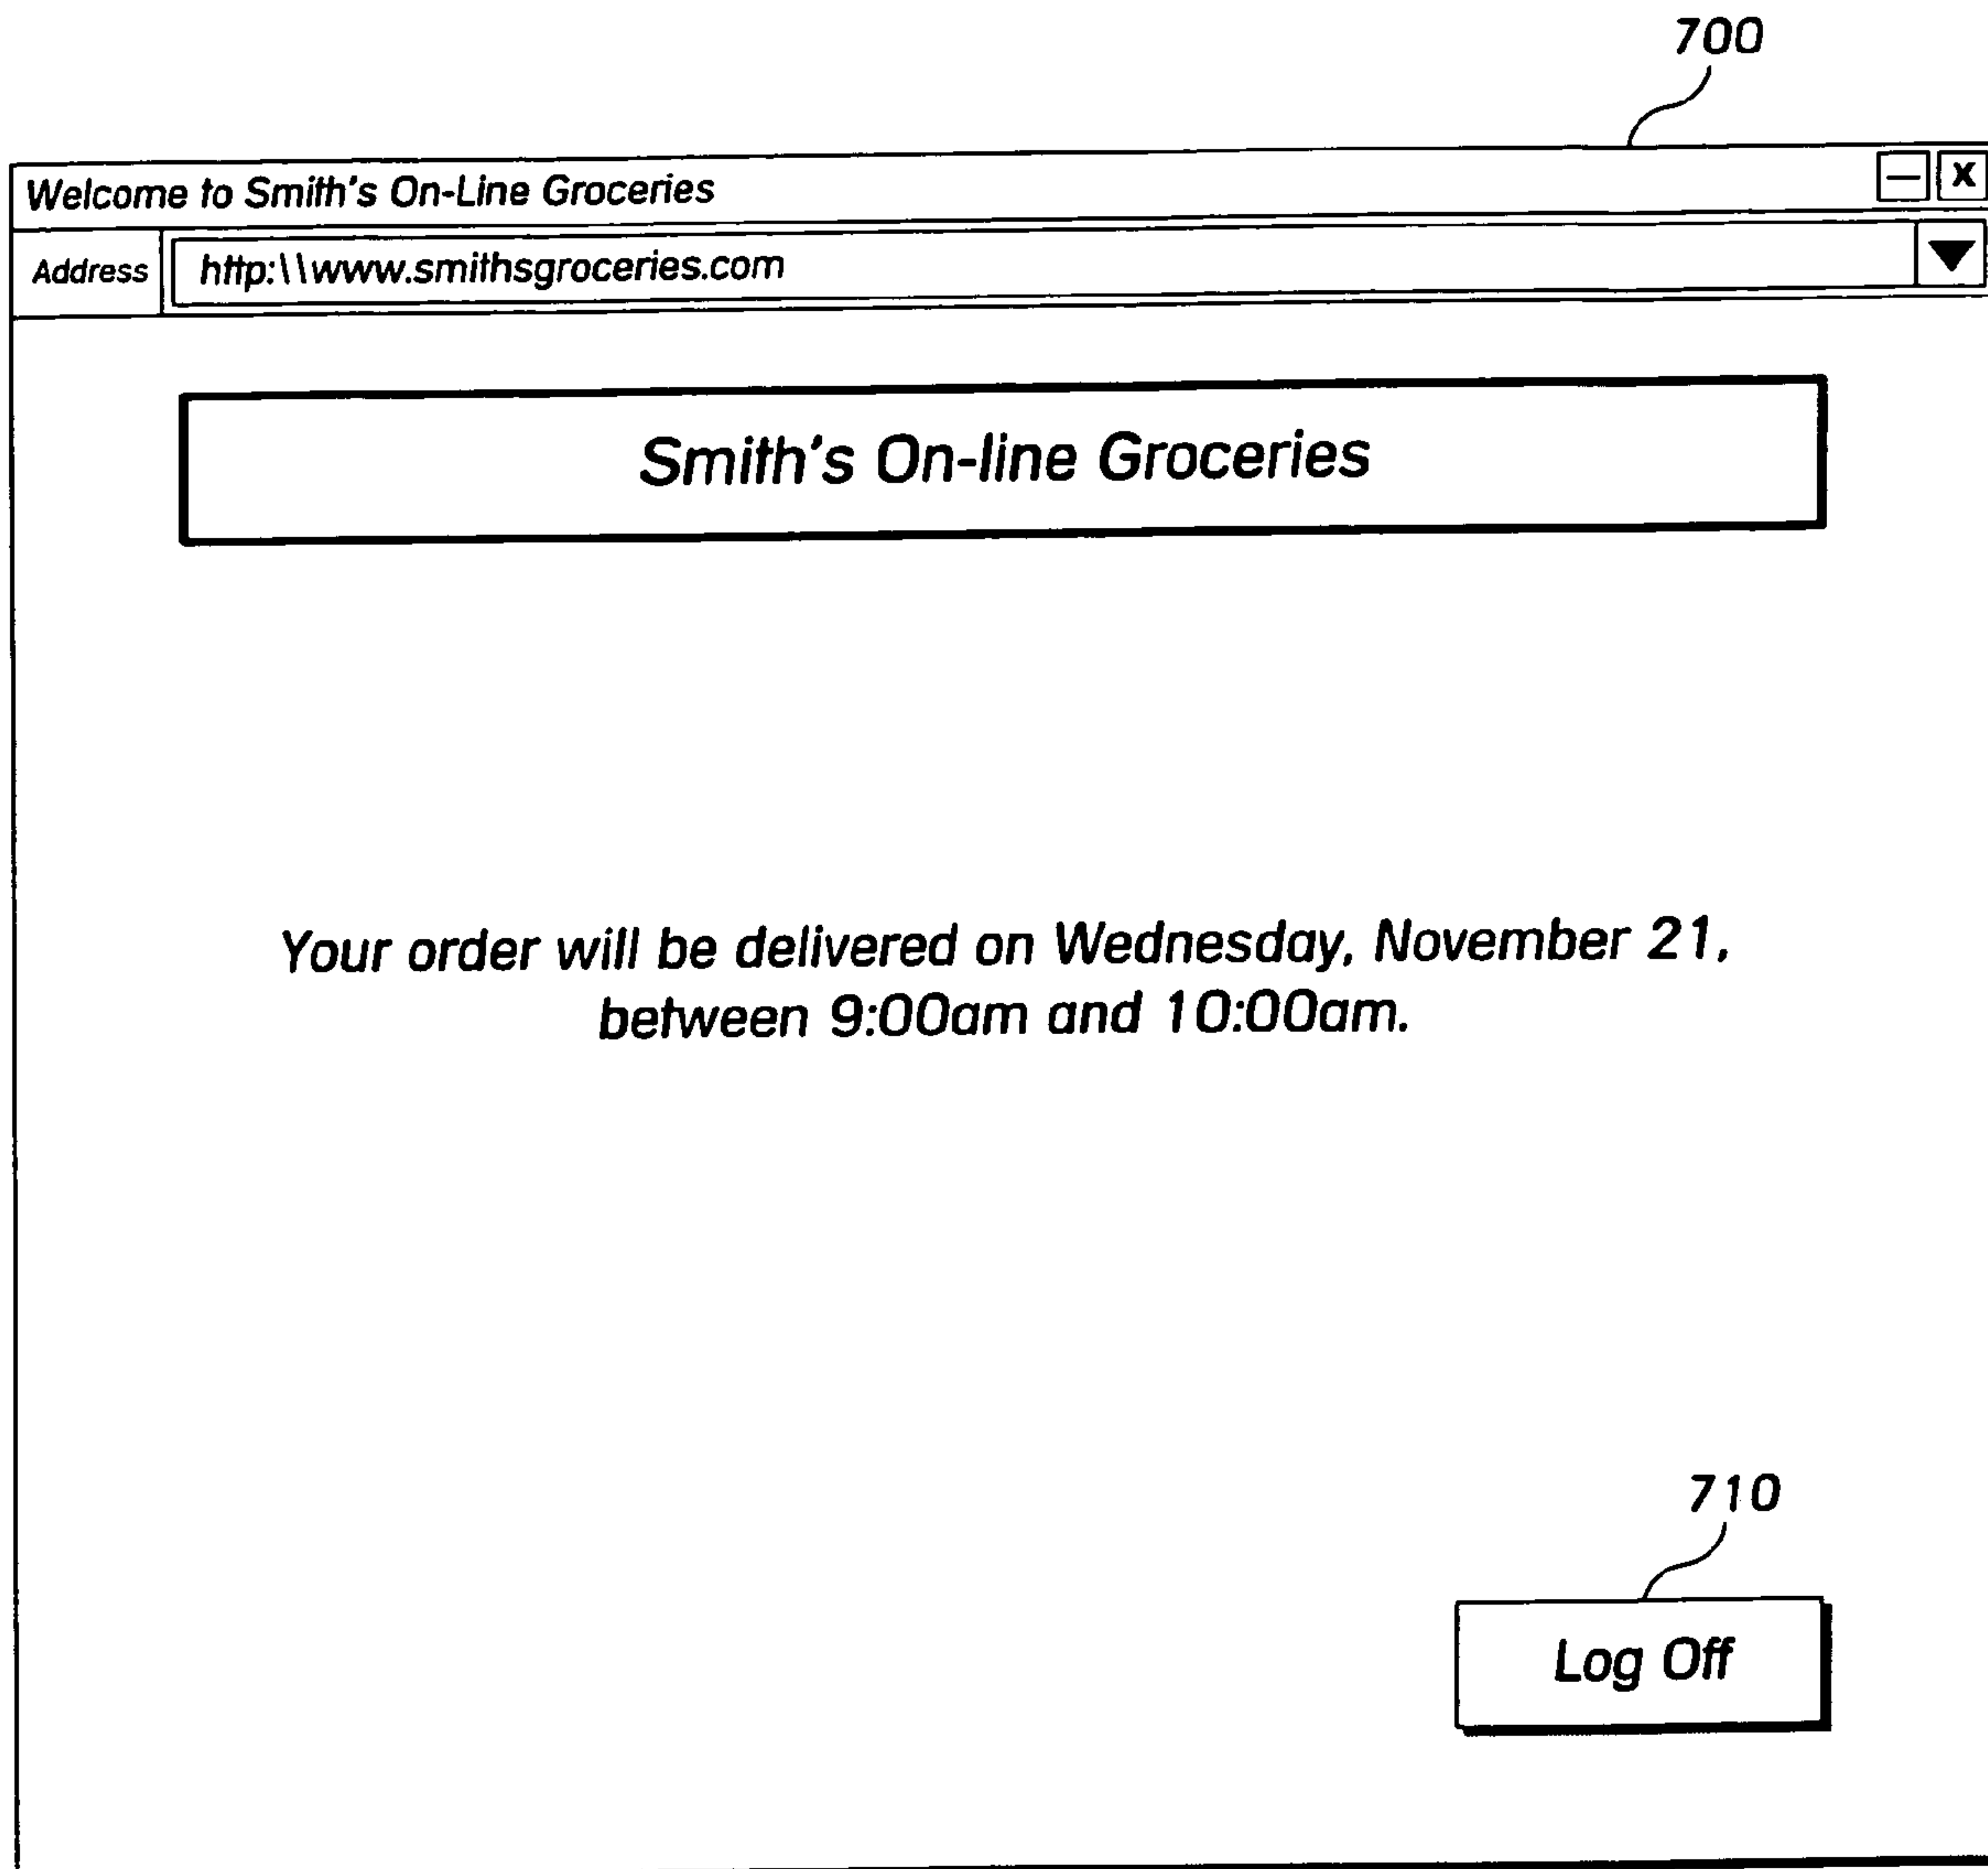 700
Welcome to Smith's On-Line Groceries
X
Address http:\\www.smithsgroceries.com
Smith's On-line Groceries
Your order will be delivered on Wednesday, November 21,
between 9:00am and 10:00am.
710
Log Off